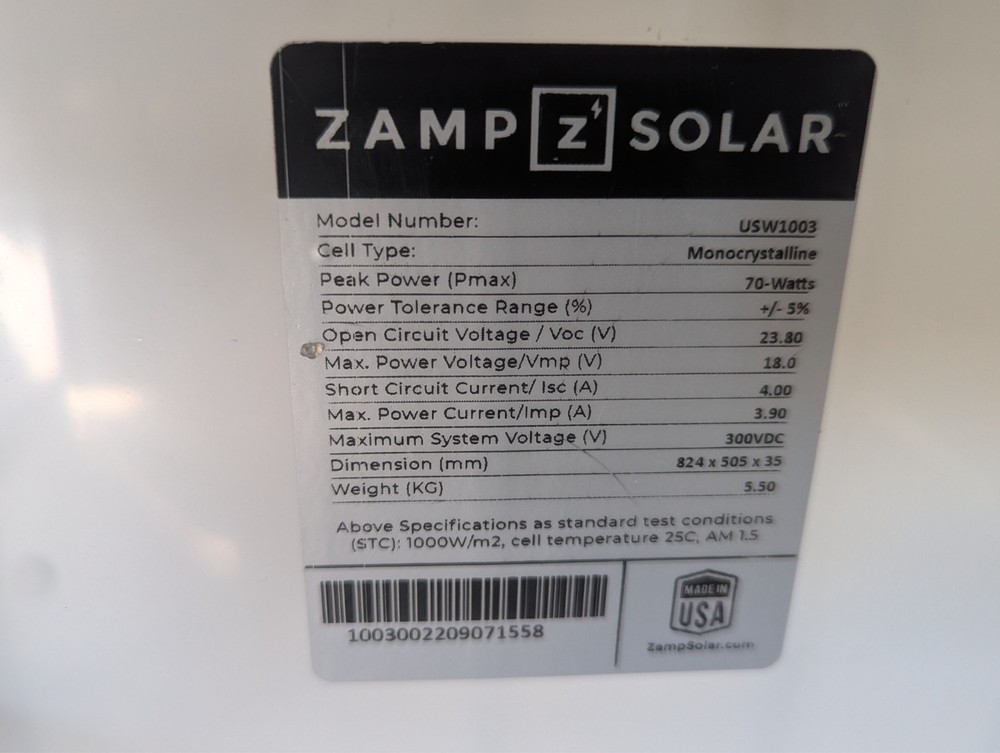 ZAMP Z SOLAR
Model Number: USW1003
Cell Type: Monocrystalline
Peak Power (Pmax) 70-Watts
Power Tolerance Range (%) +/- 5%
Open Circuit Voltage / Voc (V) 23.80
Max. Power Voltage/Vmp (V) 18.0
Short Circuit Current/ Isc (A) 4.00
Max. Power Current/Imp (A) 3.90
Maximum System Voltage (V) 300VDC
Dimension (mm) 824 x 505 x 35
Weight (KG) 5.50
Above Specifications as standard test conditions
(STC): 1000W/m2, cell temperature 25C, AM 1.5
1003002209071558
MADE IN
USA
ZampSolar.com